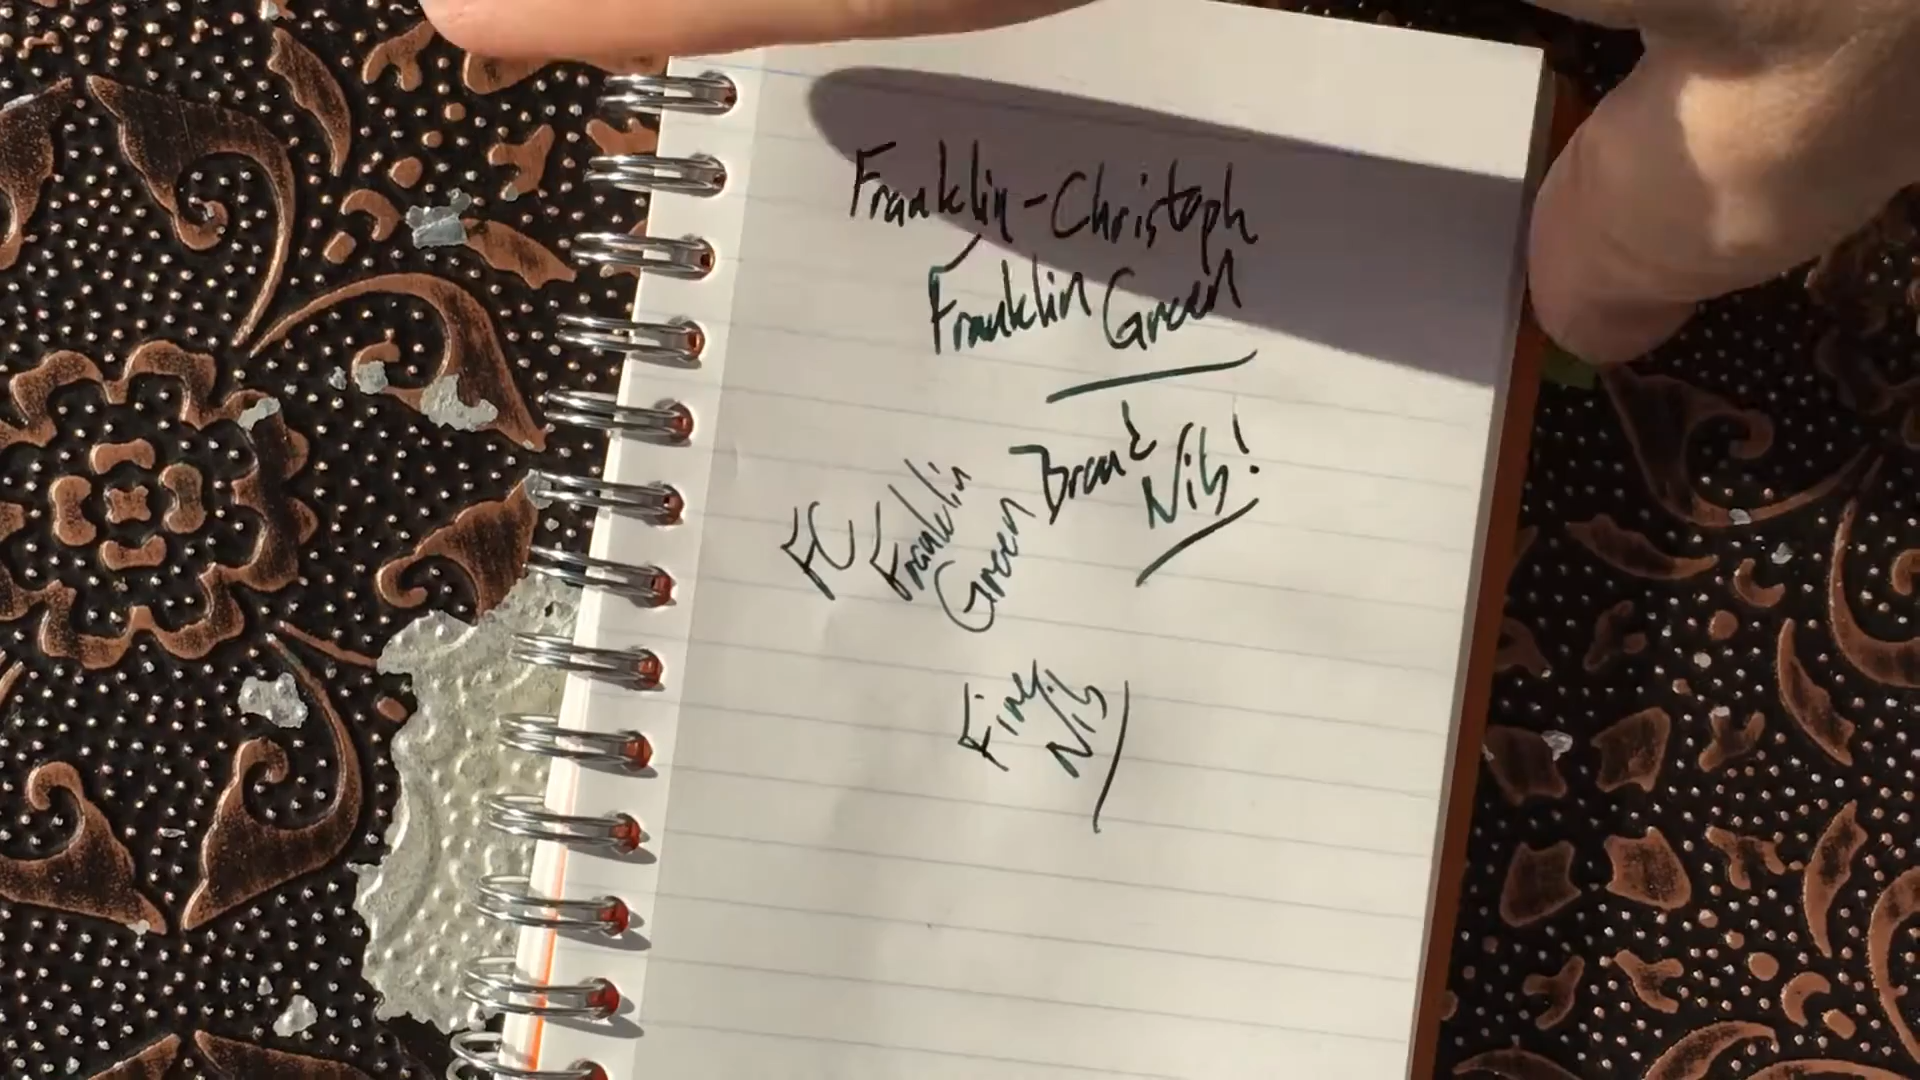 Franklin-Christoph
Franklin Green
Broad
Nib!
FC Franklin
Green
Fine
Nib